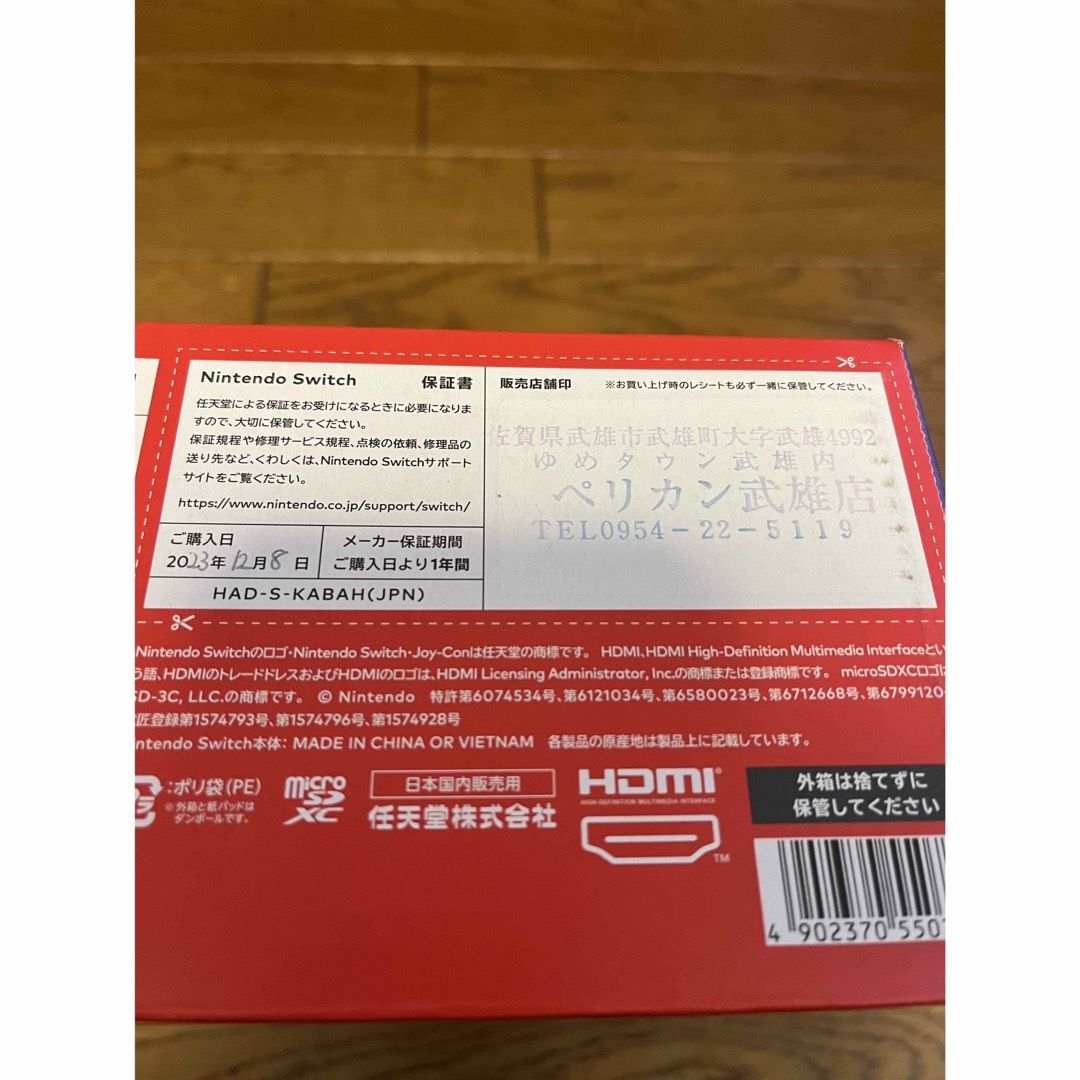 Nintendo Switch 保証書
任天堂による保証をお受けになるときに必要になりま
すので、大切に保管してください。
保証規程や修理サービス規程、点検の依頼、修理品の
送り先など、くわしくは、Nintendo Switchサポート
サイトをご覧ください。
https://www.nintendo.co.jp/support/switch/
ご購入日
2023年12月8日
メーカー保証期間
ご購入日より1年間
HAD-S-KABAH(JPN)
販売店舗印 ※お買い上げ時のレシートも必ず一緒に保管してください。
佐賀県武雄市武雄町大字武雄4992
ゆめタウン武雄内
ペリカン武雄店
TEL0954-22-5119
Nintendo Switchのロゴ・Nintendo Switch・Joy-Conは任天堂の商標です。 HDMI、HDMI High-Definition Multimedia Interfaceとい
う語、HDMIのトレードドレスおよびHDMIのロゴは、HDMI Licensing Administrator, Inc.の商標または登録商標です。 microSDXCロゴは
SD-3C, LLC.の商標です。 © Nintendo 特許第6074534号、第6121034号、第6580023号、第6712668号、第6799120
匠登録第1574793号、第1574796号、第1574928号
ntendo Switch本体: MADE IN CHINA OR VIETNAM 各製品の原産地は製品上に記載しています。
:ポリ袋(PE)
※外箱と紙パッドは
ダンボールです。
micro SD XC
日本国内販売用
任天堂株式会社
HDMI®
HIGH-DEFINITION MULTIMEDIA INTERFACE
TM
外箱は捨てずに
保管してください
4 902370 550